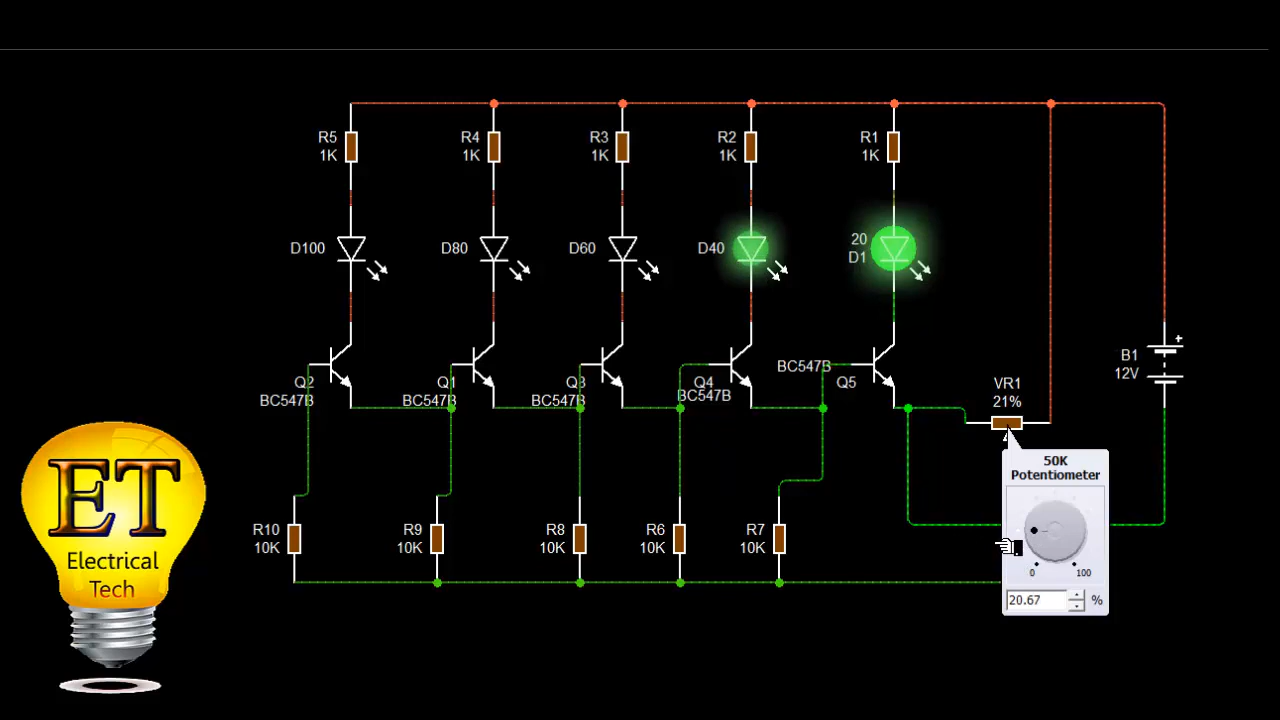 R5
1K
R4
1K
R3
1K
R2
1K
R1
1K
D100
D80
D60
D40
20
D1
Q2
BC547B
Q1
BC547B
Q3
BC547B
Q4
BC547B
BC547B
Q5
B1
12V
+
VR1
21%
50K
Potentiometer
0
100
20.67
%
R10
10K
R9
10K
R8
10K
R6
10K
R7
10K
ET
Electrical
Tech